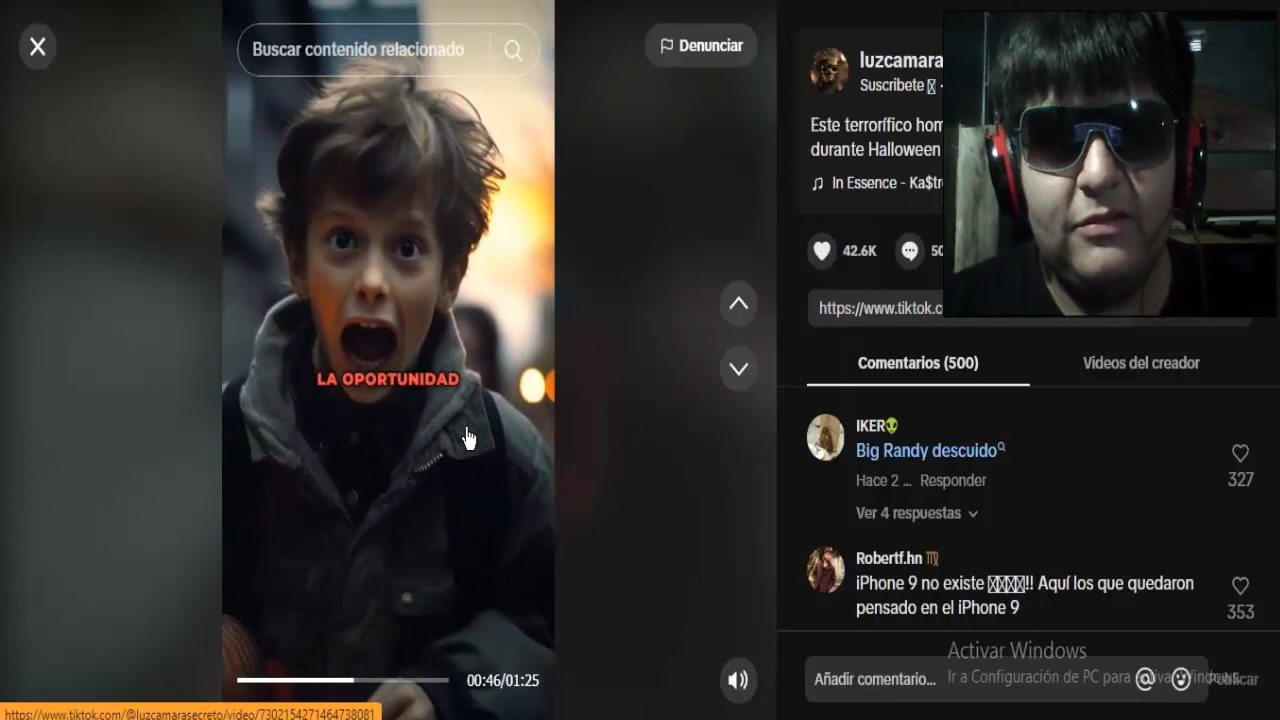 Buscar contenido relacionado
Denunciar
LA OPORTUNIDAD
00:46/01:25
https://www.tiktok.com/@luzcamarasecreto/video/7302154271464738081
luzcamara
Suscribete
Este terrorífico hom
durante Halloween
In Essence - Ka$tr
42.6K
50
https://www.tiktok.c
Comentarios (500)
Videos del creador
IKER👽
Big Randy descuido
327
Hace 2 ... Responder
Ver 4 respuestas
Robertf.hn ♍
iPhone 9 no existe !! Aquí los que quedaron
pensado en el iPhone 9
353
Activar Windows
Ir a Configuración de PC para activar Windows.
Añadir comentario...